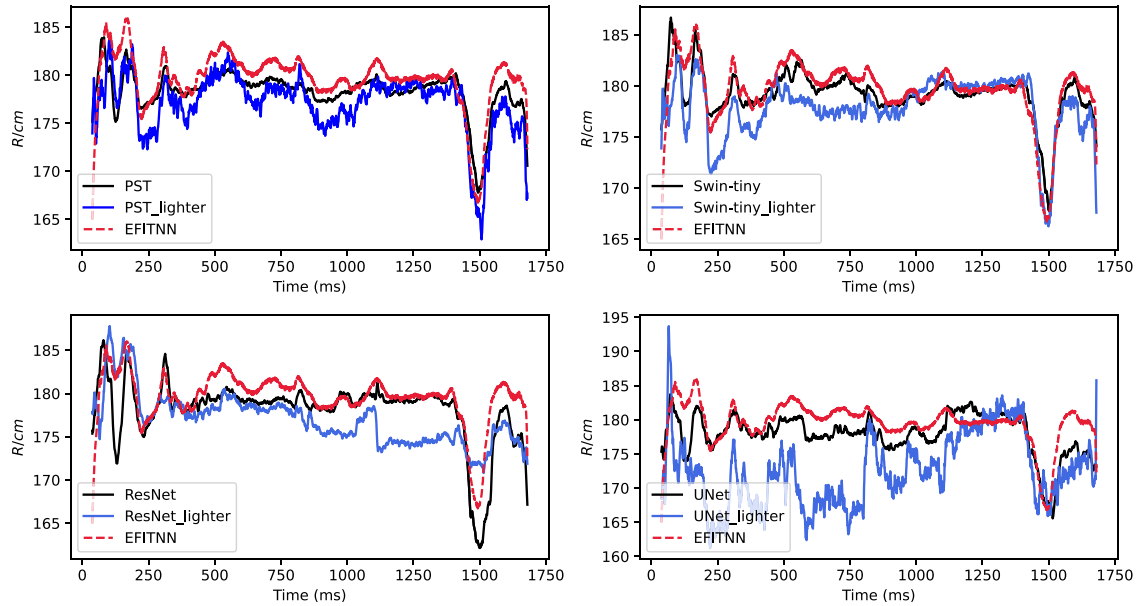 185
180
175
170
165
R/cm
PST
PST_lighter
EFITNN
0 250 500 750 1000 1250 1500 1750
Time (ms)
185
180
175
170
165
R/cm
Swin-tiny
Swin-tiny_lighter
EFITNN
0 250 500 750 1000 1250 1500 1750
Time (ms)
185
180
175
170
165
R/cm
ResNet
ResNet_lighter
EFITNN
0 250 500 750 1000 1250 1500 1750
Time (ms)
195
190
185
180
175
170
165
160
R/cm
UNet
UNet_lighter
EFITNN
0 250 500 750 1000 1250 1500 1750
Time (ms)